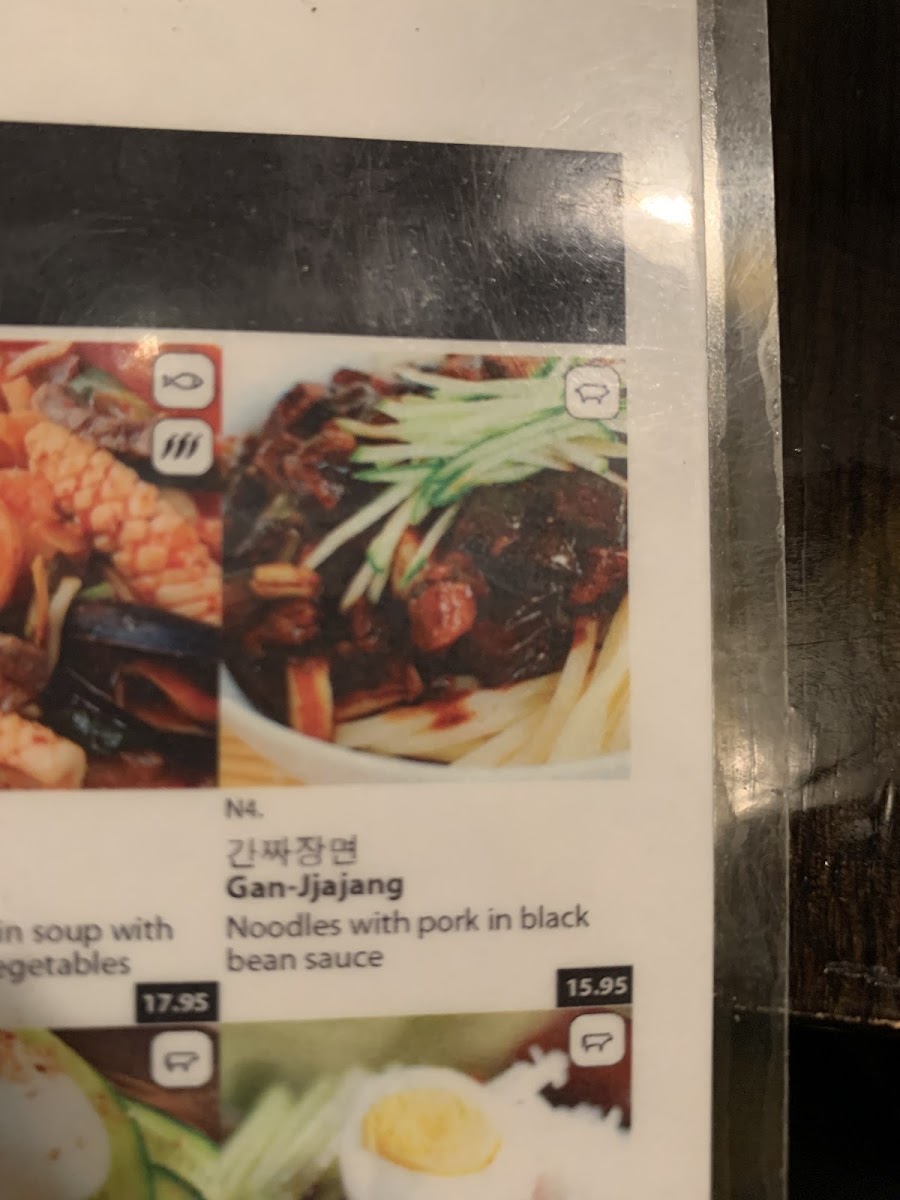 N4.
간짜장면
Gan-Jjajang
Noodles with pork in black
bean sauce
15.95
in soup with
egetables
17.95